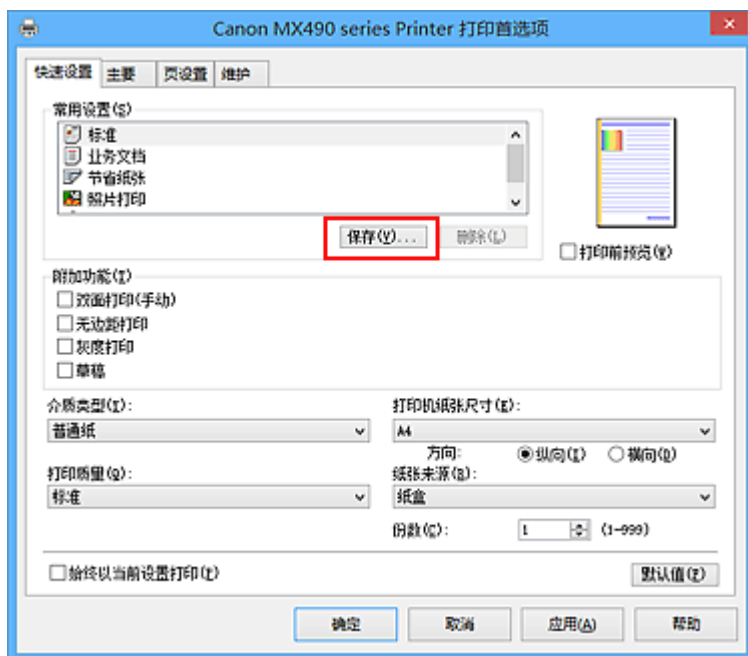 Canon MX490 series Printer 打印首选项
快速设置 主要 页设置 维护
常用设置(S)
标准
业务文档
节省纸张
照片打印
保存(V)... 删除(L)
打印前预览(W)
附加功能(I)
双面打印(手动)
无边距打印
灰度打印
草稿
介质类型(I): 打印机纸张尺寸(E):
普通纸 A4
方向: 纵向(I) 横向(D)
打印质量(Q): 纸张来源(B):
标准 纸盒
份数(C): 1 (1-999)
始终以当前设置打印(t)
默认值(F)
确定 取消 应用(A) 帮助